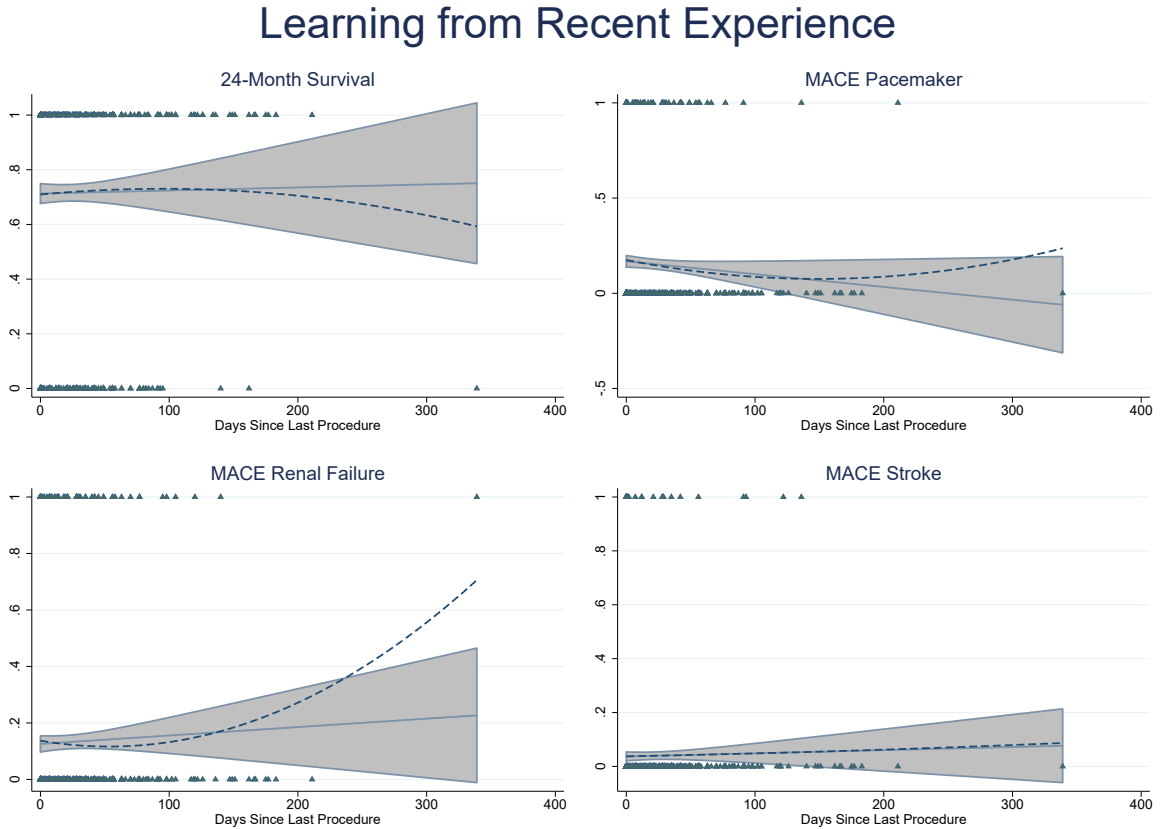 Learning from Recent Experience
24-Month Survival
1
.8
.6
.4
.2
0
0 100 200 300 400
Days Since Last Procedure
MACE Pacemaker
1
.5
0
-.5
0 100 200 300 400
Days Since Last Procedure
MACE Renal Failure
1
.8
.6
.4
.2
0
0 100 200 300 400
Days Since Last Procedure
MACE Stroke
1
.8
.6
.4
.2
0
0 100 200 300 400
Days Since Last Procedure